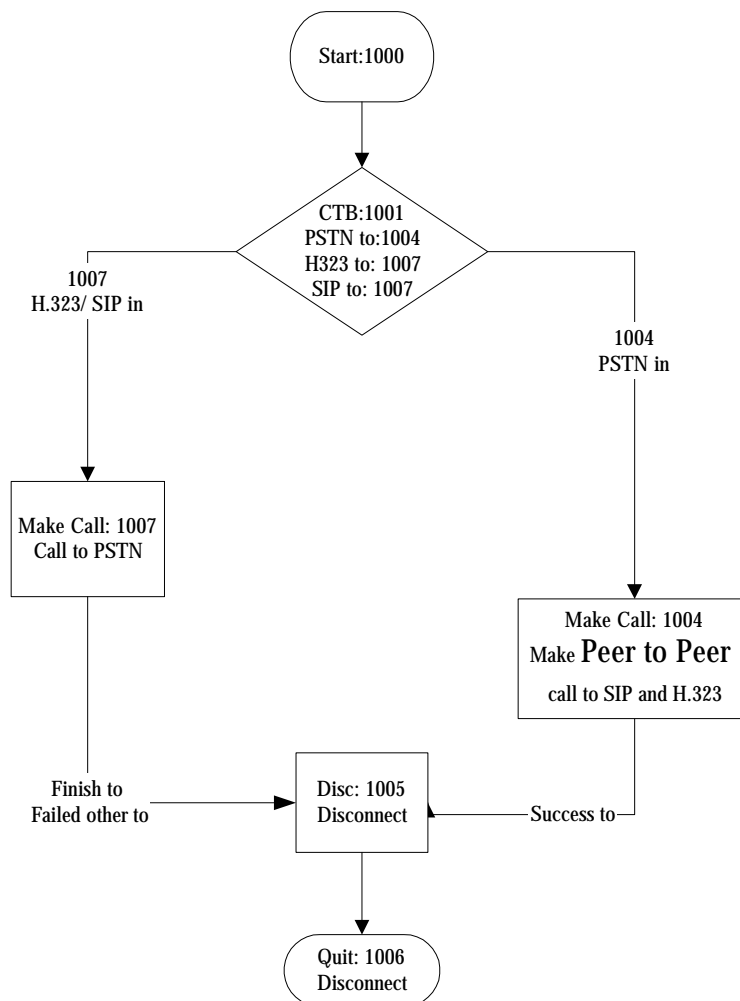 Start:1000
CTB:1001
PSTN to:1004
H323 to: 1007
SIP to: 1007
1007
H.323/ SIP in
1004
PSTN in
Make Call: 1007
Call to PSTN
Make Call: 1004
Make Peer to Peer
call to SIP and H.323
Finish to
Failed other to
Disc: 1005
Disconnect
Success to
Quit: 1006
Disconnect